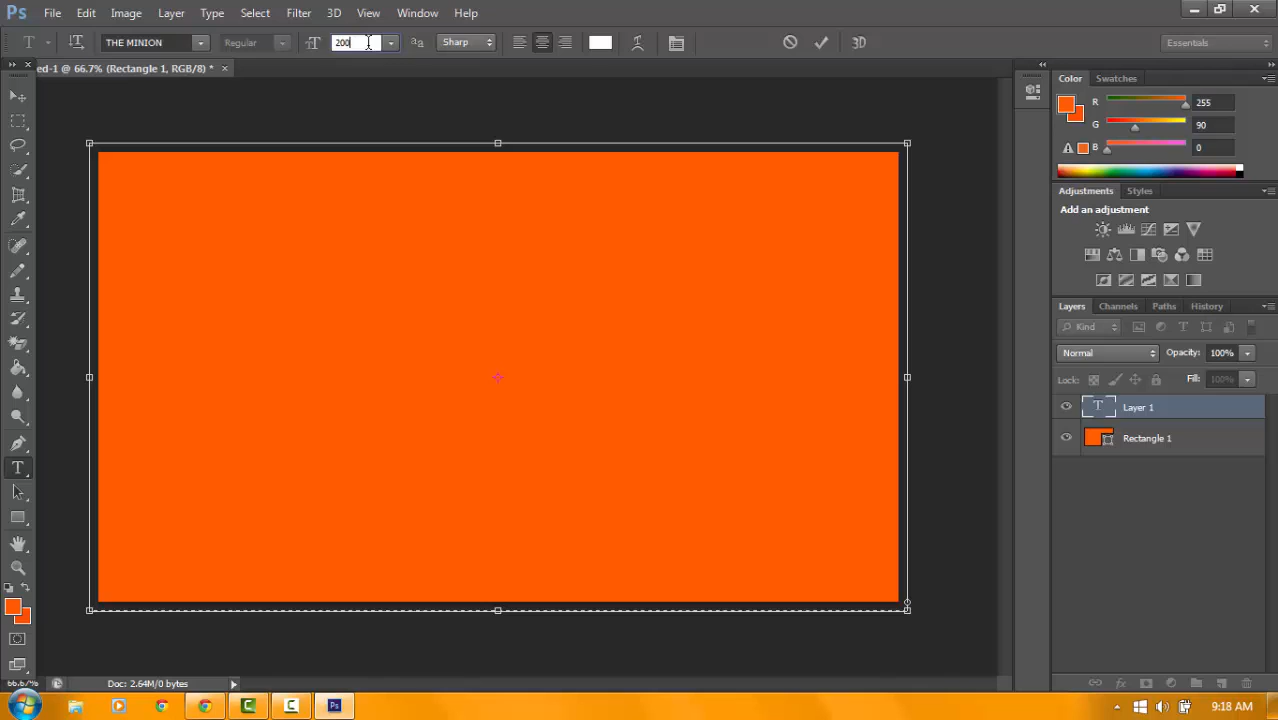 Ps File Edit Image Layer Type Select Filter 3D View Window Help
T THE MINION Regular 200 Sharp 3D Essentials
ed-1 @ 66.7% (Rectangle 1, RGB/8) * ×
Color Swatches
R 255
G 90
B 0
Adjustments Styles
Add an adjustment
Layers Channels Paths History
Kind
Normal Opacity: 100%
Lock: Fill: 100%
T Layer 1
Rectangle 1
Doc: 2.64M/0 bytes
9:18 AM